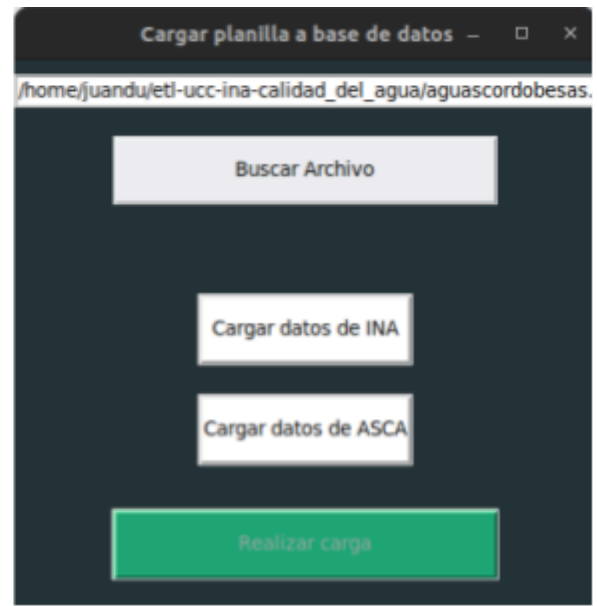 Cargar planilla a base de datos
/home/juandu/etl-ucc-ina-calidad_del_agua/aguascordobesas.
Buscar Archivo
Cargar datos de INA
Cargar datos de ASCA
Realizar carga